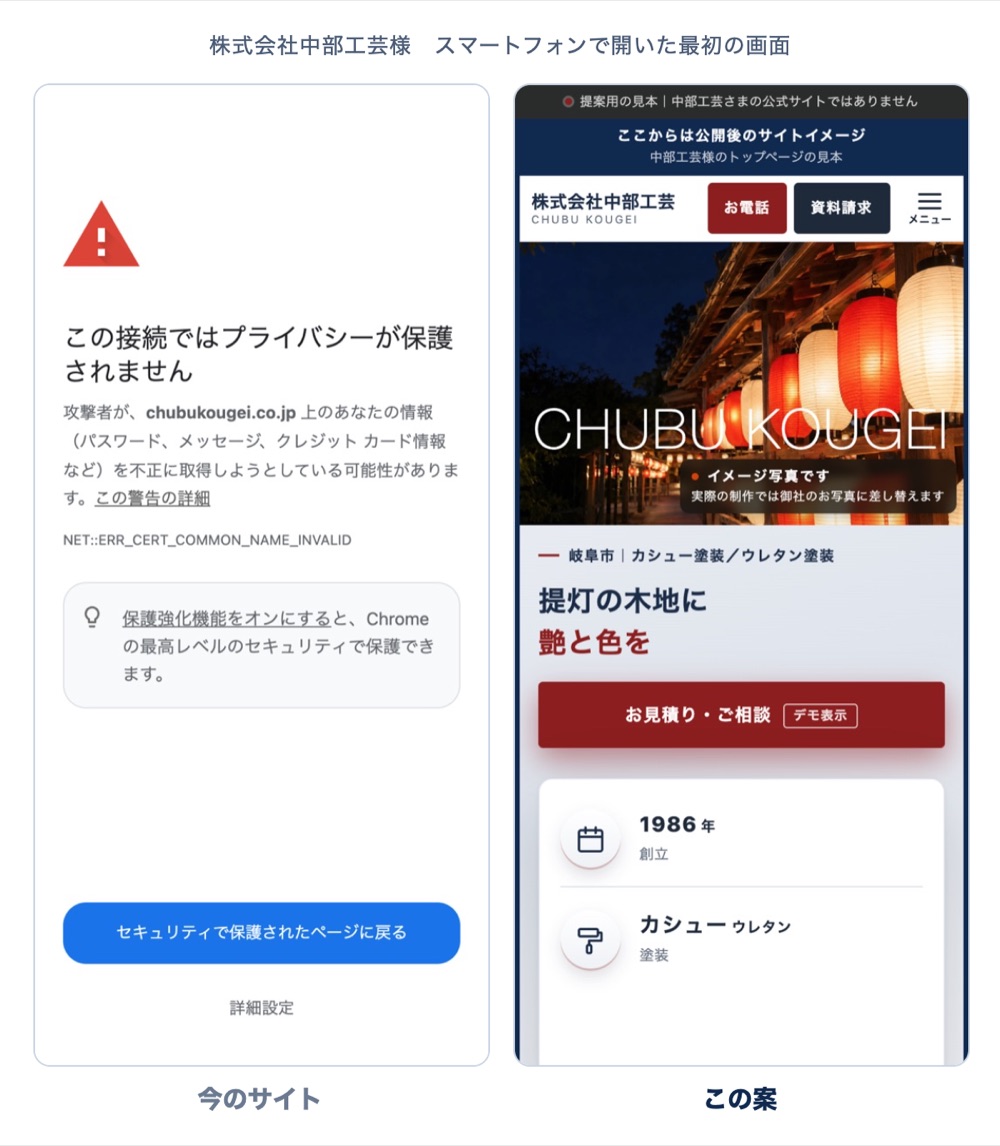 株式会社中部工芸様　スマートフォンで開いた最初の画面
この接続ではプライバシーが保護
されません
攻撃者が、chubukougei.co.jp 上のあなたの情報
（パスワード、メッセージ、クレジット カード情報
など）を不正に取得しようとしている可能性がありま
す。この警告の詳細
NET::ERR_CERT_COMMON_NAME_INVALID
保護強化機能をオンにすると、Chrome
の最高レベルのセキュリティで保護でき
ます。
セキュリティで保護されたページに戻る
詳細設定
今のサイト
提案用の見本｜中部工芸さまの公式サイトではありません
ここからは公開後のサイトイメージ
中部工芸様のトップページの見本
株式会社中部工芸
CHUBU KOUGEI
お電話
資料請求
メニュー
CHUBU KOUGEI
イメージ写真です
実際の制作では御社のお写真に差し替えます
岐阜市｜カシュー塗装／ウレタン塗装
提灯の木地に
艶と色を
お見積り・ご相談 デモ表示
1986 年
創立
カシュー ウレタン
塗装
この案